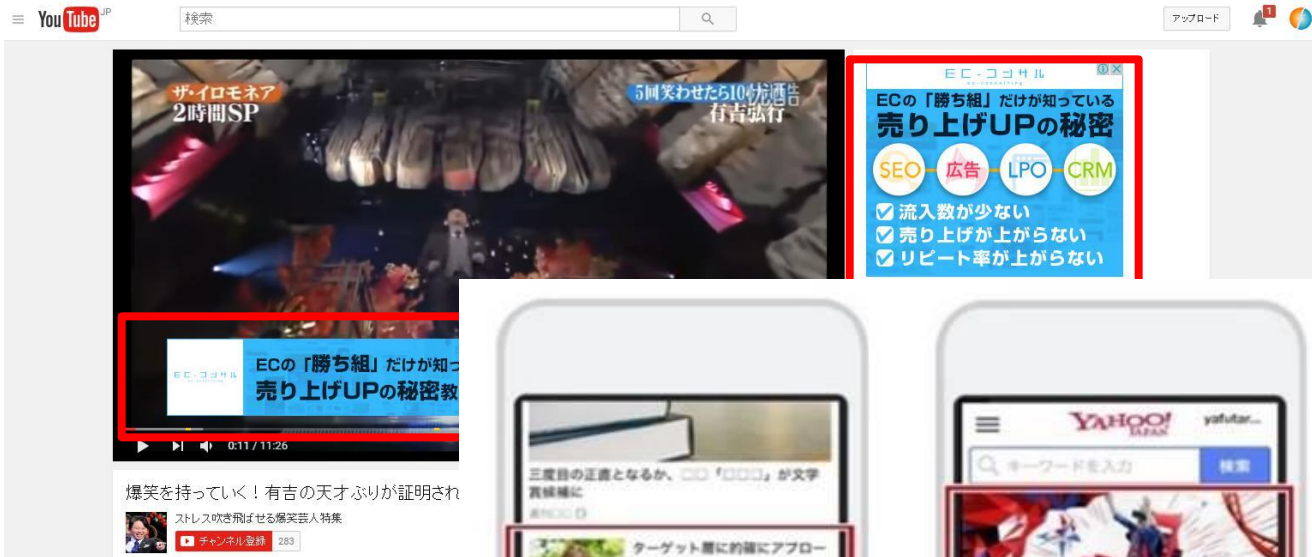 You Tube JP
検索
アップロード
1
ザ・イロモネア
2時間SP
5回笑わせたら10
有吉弘行
EC-コンサル
ECの「勝ち組」だけが知っている
売り上げUPの秘密
SEO
広告
LPO
CRM
流入数が少ない
売り上げが上がらない
リピート率が上がらない
EC-コンサル
ECの「勝ち組」だけが知っ
売り上げUPの秘密教
0:11 / 11:26
爆笑を持っていく！有吉の天才ぶりが証明され
ストレス吹き飛ばせる爆笑芸人特集
チャンネル登録 283
三度目の正直となるか、□□「□□□」が文学
賞候補に
ターゲット層に的確にアプロー
YAHOO!
JAPAN
yafutar...
キーワードを入力
検索